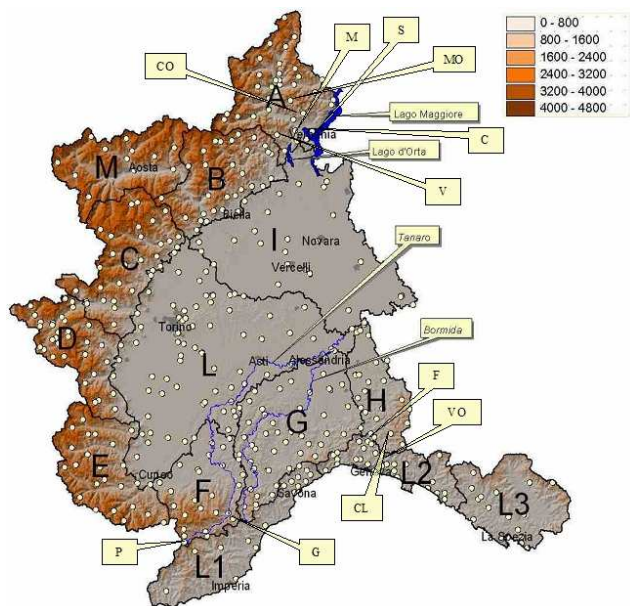 0 - 800
800 - 1600
1600 - 2400
2400 - 3200
3200 - 4000
4000 - 4800
M
S
CO
MO
A
Lago Maggiore
C
Lago d'Orta
M
Aosta
B
V
Biella
I
Novara
Vercelli
C
Tanaro
D
Torino
Bormida
Asti
Alessandria
L
F
H
G
VO
E
Cuneo
F
Genova
L2
Savona
CL
L3
La Spezia
P
G
L1
Imperia